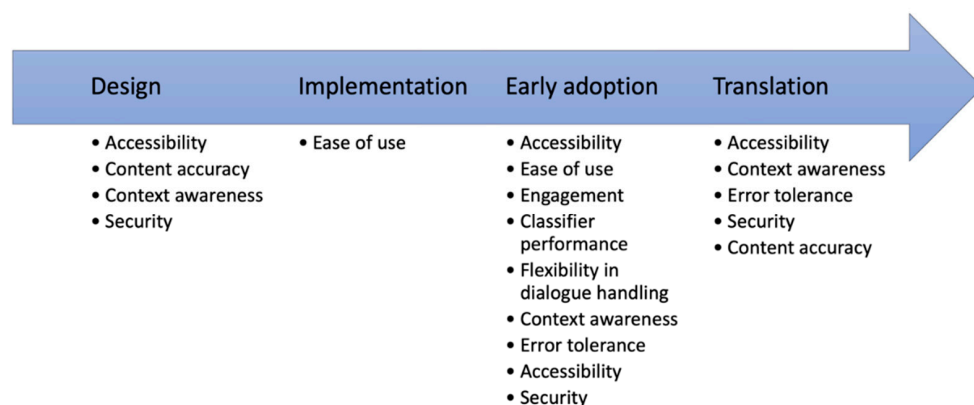 Design
Implementation
Early adoption
Translation
• Accessibility
• Content accuracy
• Context awareness
• Security
• Ease of use
• Accessibility
• Ease of use
• Engagement
• Classifier
performance
• Flexibility in
dialogue handling
• Context awareness
• Error tolerance
• Accessibility
• Security
• Accessibility
• Context awareness
• Error tolerance
• Security
• Content accuracy